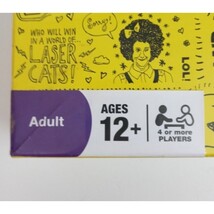 WHO WILL WIN
IN A WORLD OF...
LASER
CATS!
LOL!
Adult
AGES
12+
4 or more
PLAYERS